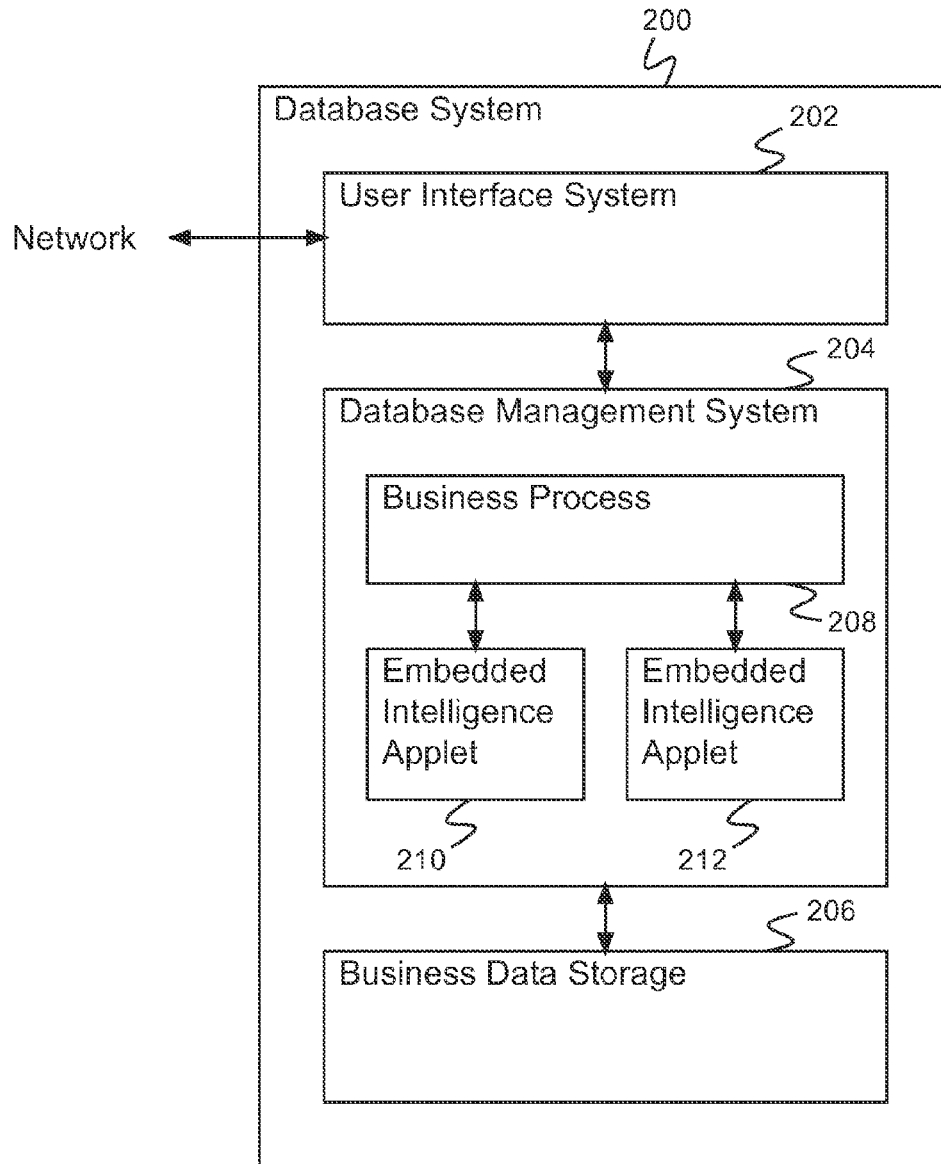 200
Database System
202
User Interface System
Network
204
Database Management System
Business Process
208
Embedded
Intelligence
Applet
Embedded
Intelligence
Applet
210
212
206
Business Data Storage